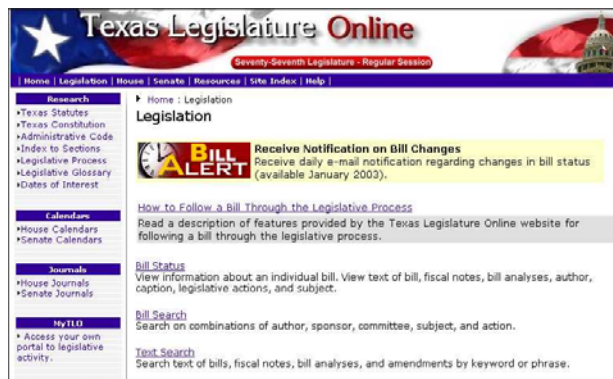 Texas Legislature Online
Seventy-Seventh Legislature - Regular Session
| Home | Legislation | House | Senate | Resources | Site Index | Help |
Research
Texas Statutes
Texas Constitution
Administrative Code
Index to Sections
Legislative Process
Legislative Glossary
Dates of Interest
Calendars
House Calendars
Senate Calendars
Journals
House Journals
Senate Journals
MyTLO
Access your own
portal to legislative
activity.
Home : Legislation
Legislation
BILL ALERT
Receive Notification on Bill Changes
Receive daily e-mail notification regarding changes in bill status
(available January 2003).
How to Follow a Bill Through the Legislative Process
Read a description of features provided by the Texas Legislature Online website for
following a bill through the legislative process.
Bill Status
View information about an individual bill. View text of bill, fiscal notes, bill analyses, author,
caption, legislative actions, and subject.
Bill Search
Search on combinations of author, sponsor, committee, subject, and action.
Text Search
Search text of bills, fiscal notes, bill analyses, and amendments by keyword or phrase.